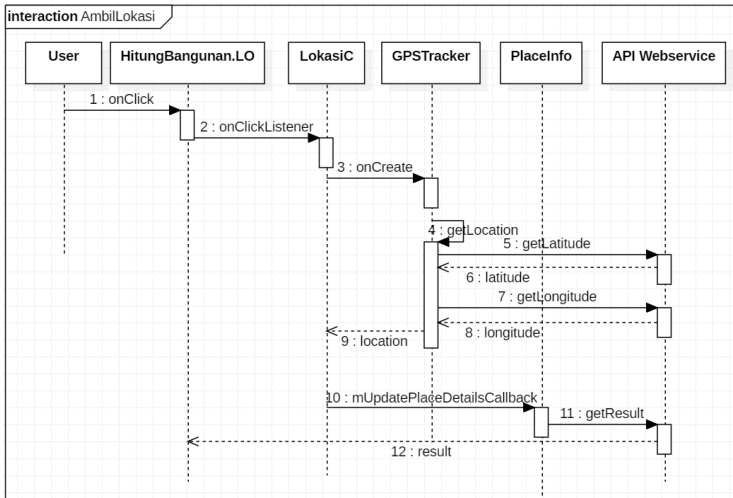 interaction AmbilLokasi
User
HitungBangunan.LO
LokasiC
GPSTracker
PlaceInfo
API Webservice
1 : onClick
2 : onClickListener
3 : onCreate
4 : getLocation
5 : getLatitude
6 : latitude
7 : getLongitude
8 : longitude
9 : location
10 : mUpdatePlaceDetailsCallback
11 : getResult
12 : result